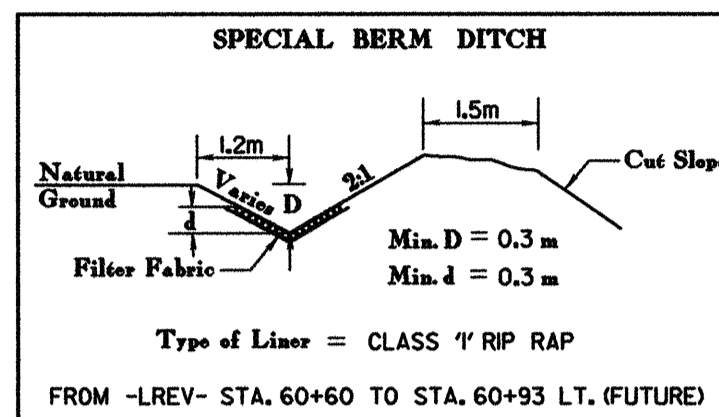 SPECIAL BERM DITCH
1.5m
1.2m
Natural
Ground
Varies
D
2:1
Cut Slope
d
Filter Fabric
Min. D = 0.3 m
Min. d = 0.3 m
Type of Liner = CLASS 'I' RIP RAP
FROM -LREV- STA. 60+60 TO STA. 60+93 LT. (FUTURE)